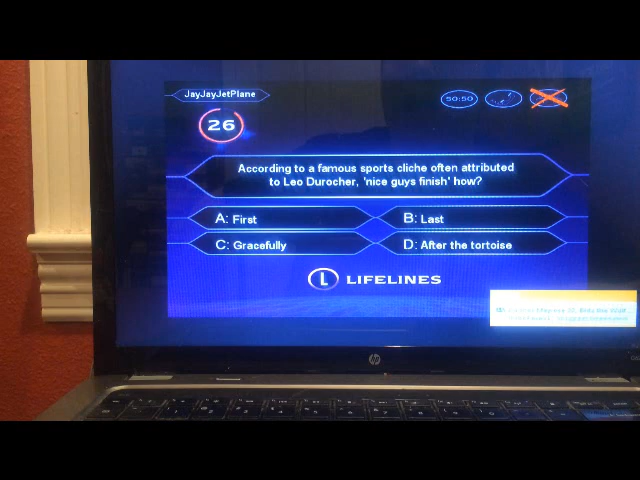 JayJayJetPlane
50:50
26
According to a famous sports cliche often attributed
to Leo Durocher, 'nice guys finish' how?
A: First
B: Last
C: Gracefully
D: After the tortoise
L LIFELINES
hp